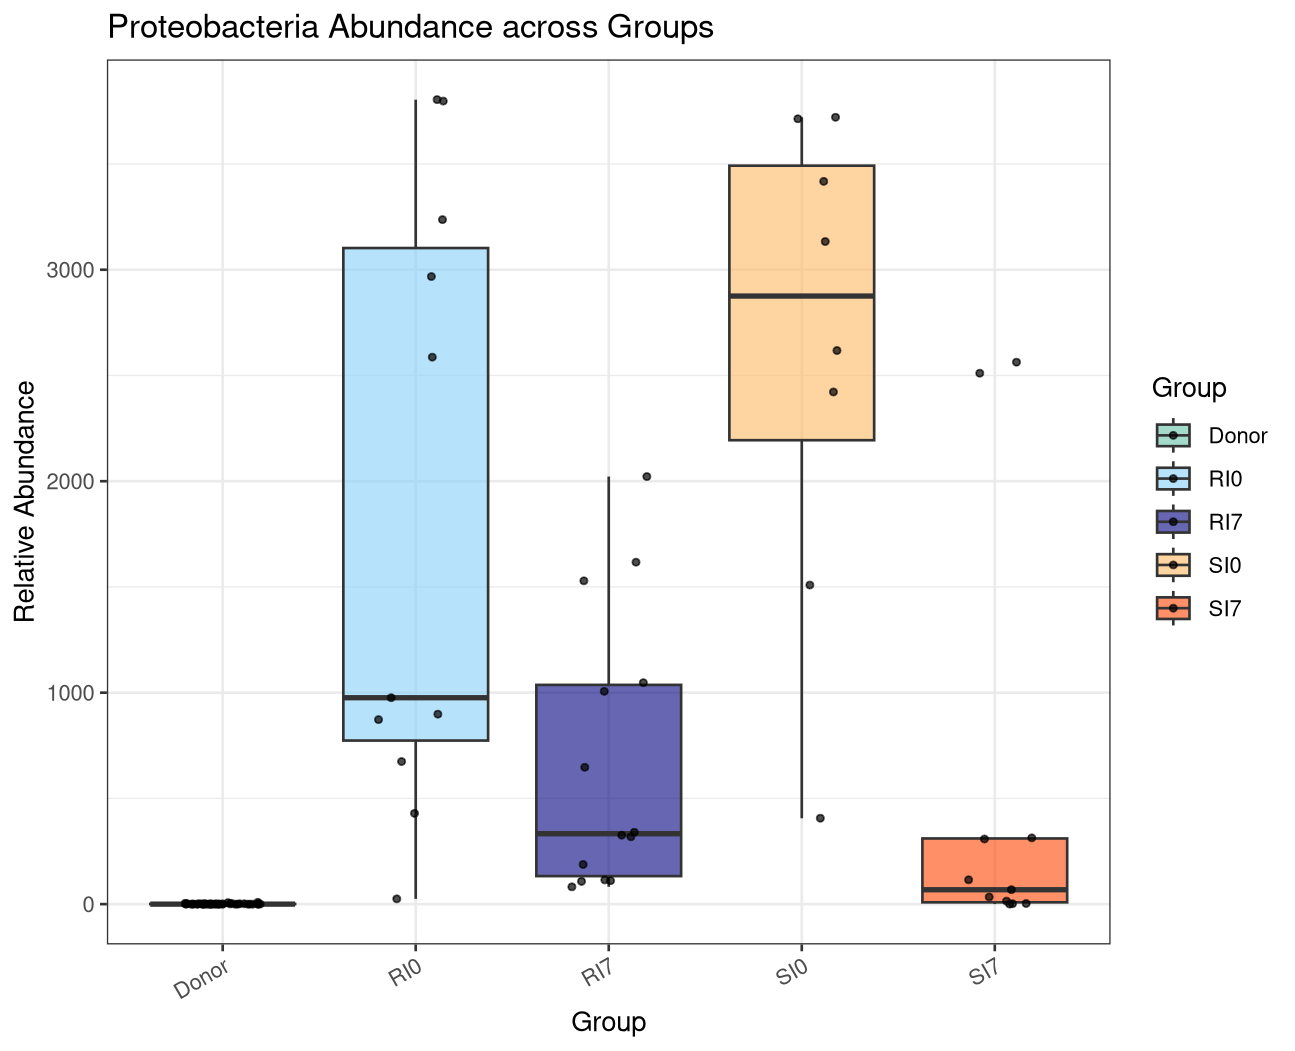 Proteobacteria Abundance across Groups
Relative Abundance
3000
2000
1000
0
Donor
RI0
RI7
SI0
SI7
Group
Group
Donor
RI0
RI7
SI0
SI7